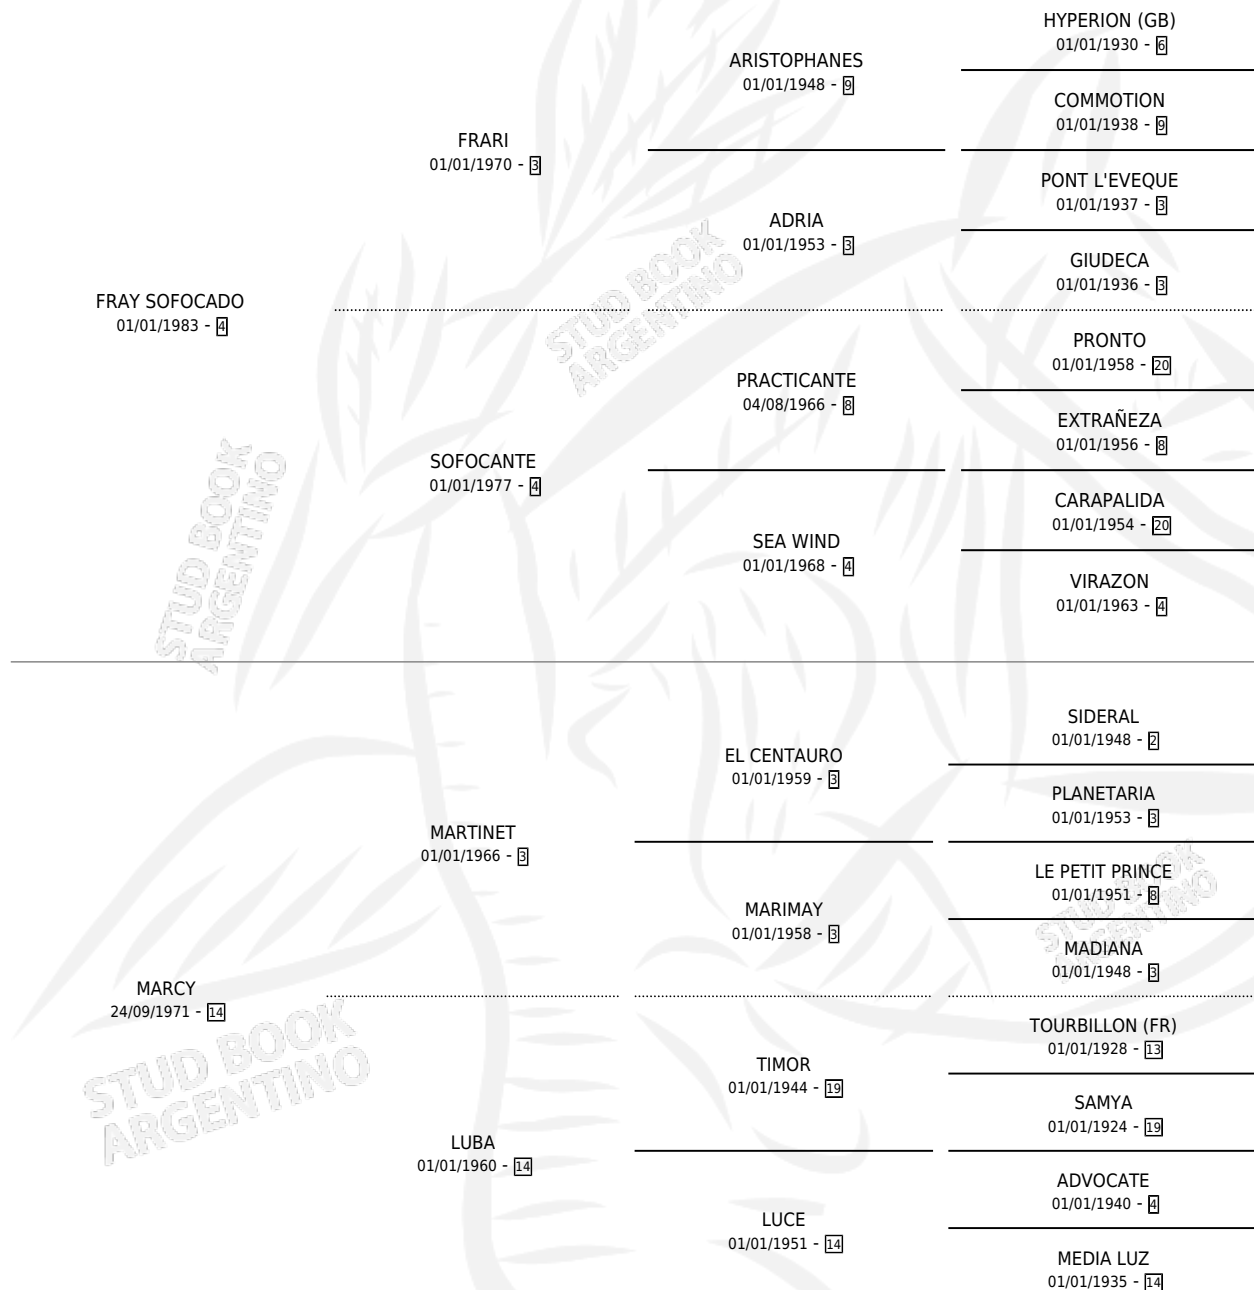 HYPERION (GB)
01/01/1930 - 6
ARISTOPHANES
01/01/1948 - 9
COMMOTION
01/01/1938 - 9
FRARI
01/01/1970 - 3
PONT L'EVEQUE
01/01/1937 - 3
ADRIA
01/01/1953 - 3
GIUDECA
01/01/1936 - 3
FRAY SOFOCADO
01/01/1983 - 4
PRONTO
01/01/1958 - 20
PRACTICANTE
04/08/1966 - 8
EXTRAÑEZA
01/01/1956 - 8
SOFOCANTE
01/01/1977 - 4
CARAPALIDA
01/01/1954 - 20
SEA WIND
01/01/1968 - 4
VIRAZON
01/01/1963 - 4
SIDERAL
01/01/1948 - 2
EL CENTAURO
01/01/1959 - 3
PLANETARIA
01/01/1953 - 3
MARTINET
01/01/1966 - 3
LE PETIT PRINCE
01/01/1951 - 8
MARIMAY
01/01/1958 - 3
MADIANA
01/01/1948 - 3
MARCY
24/09/1971 - 14
TOURBILLON (FR)
01/01/1928 - 13
TIMOR
01/01/1944 - 19
SAMYA
01/01/1924 - 19
LUBA
01/01/1960 - 14
ADVOCATE
01/01/1940 - 4
LUCE
01/01/1951 - 14
MEDIA LUZ
01/01/1935 - 14
STUD BOOK
ARGENTINO
STUD BOOK
ARGENTINO
STUD BOOK
ARGENTINO
STUD BOOK
ARGENTINO